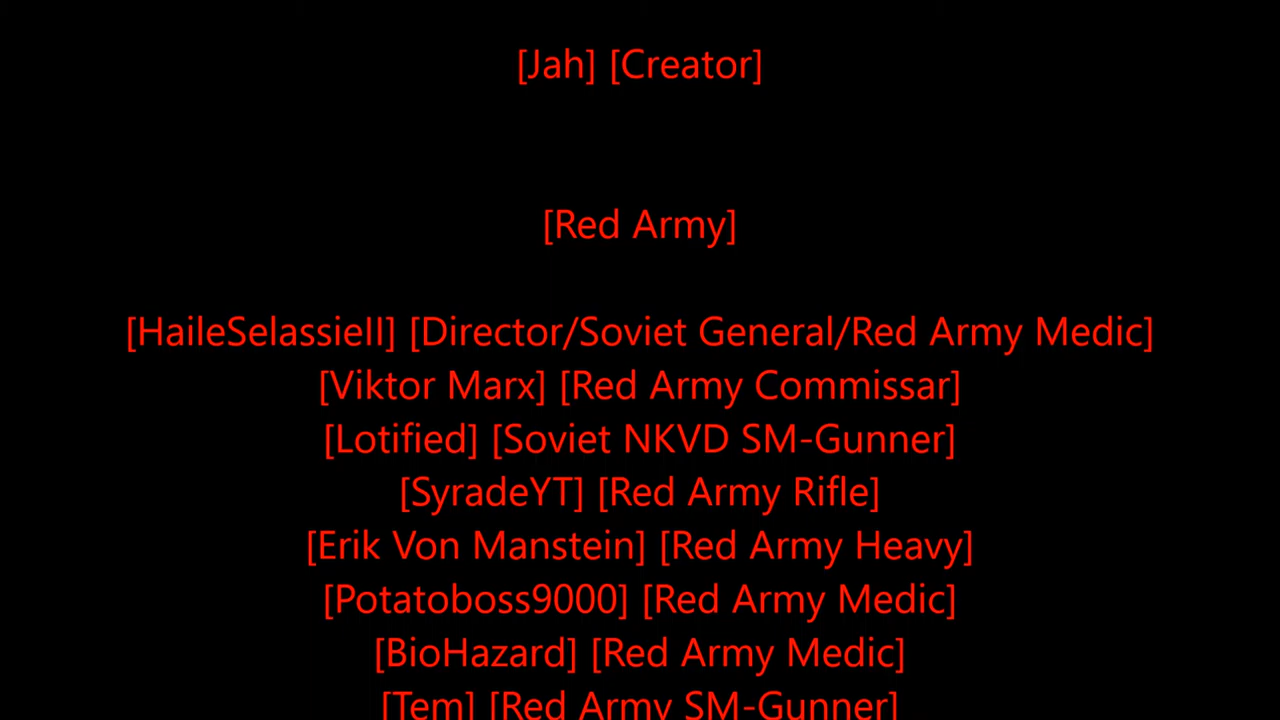 [Jah] [Creator]
[Red Army]
[HaileSelassieII] [Director/Soviet General/Red Army Medic]
[Viktor Marx] [Red Army Commissar]
[Lotified] [Soviet NKVD SM-Gunner]
[SyradeYT] [Red Army Rifle]
[Erik Von Manstein] [Red Army Heavy]
[Potatoboss9000] [Red Army Medic]
[BioHazard] [Red Army Medic]
[Tem] [Red Army SM-Gunner]